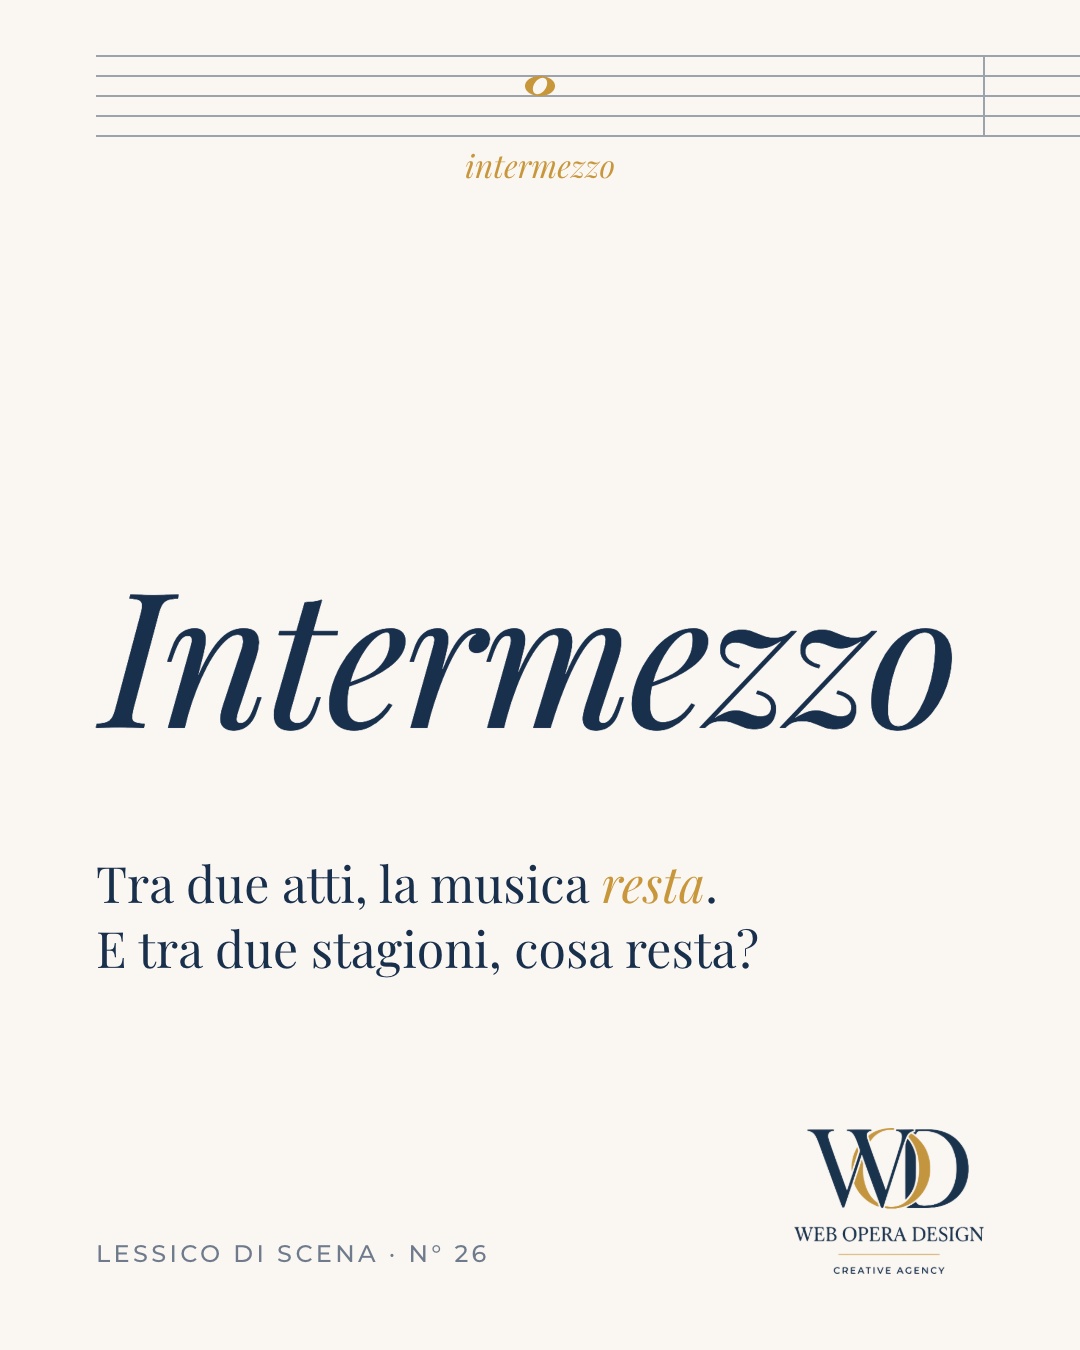 intermezzo
Intermezzo
Tra due atti, la musica resta.
E tra due stagioni, cosa resta?
LESSICO DI SCENA · N° 26
WOD
WEB OPERA DESIGN
CREATIVE AGENCY